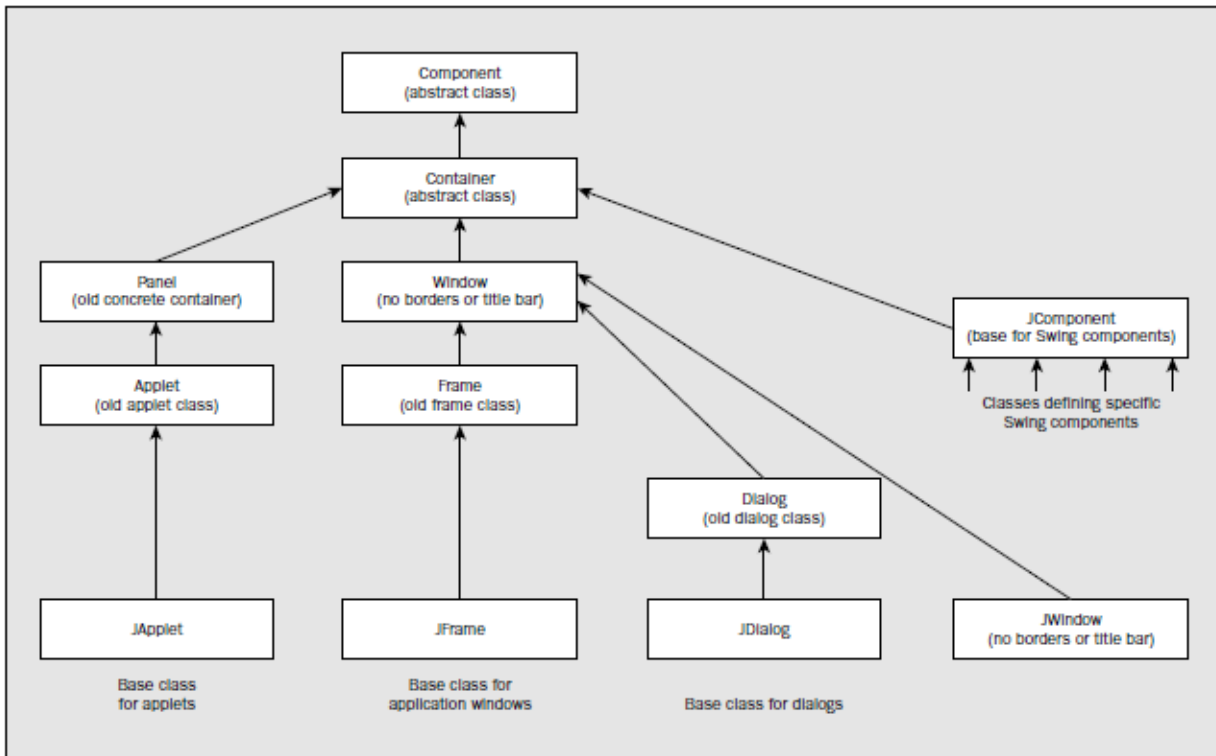 Component
(abstract class)
Container
(abstract class)
Panel
(old concrete container)
Window
(no borders or title bar)
JComponent
(base for Swing components)
Applet
(old applet class)
Frame
(old frame class)
Classes defining specific
Swing components
Dialog
(old dialog class)
JApplet
JFrame
JDialog
JWindow
(no borders or title bar)
Base class
for applets
Base class for
application windows
Base class for dialogs